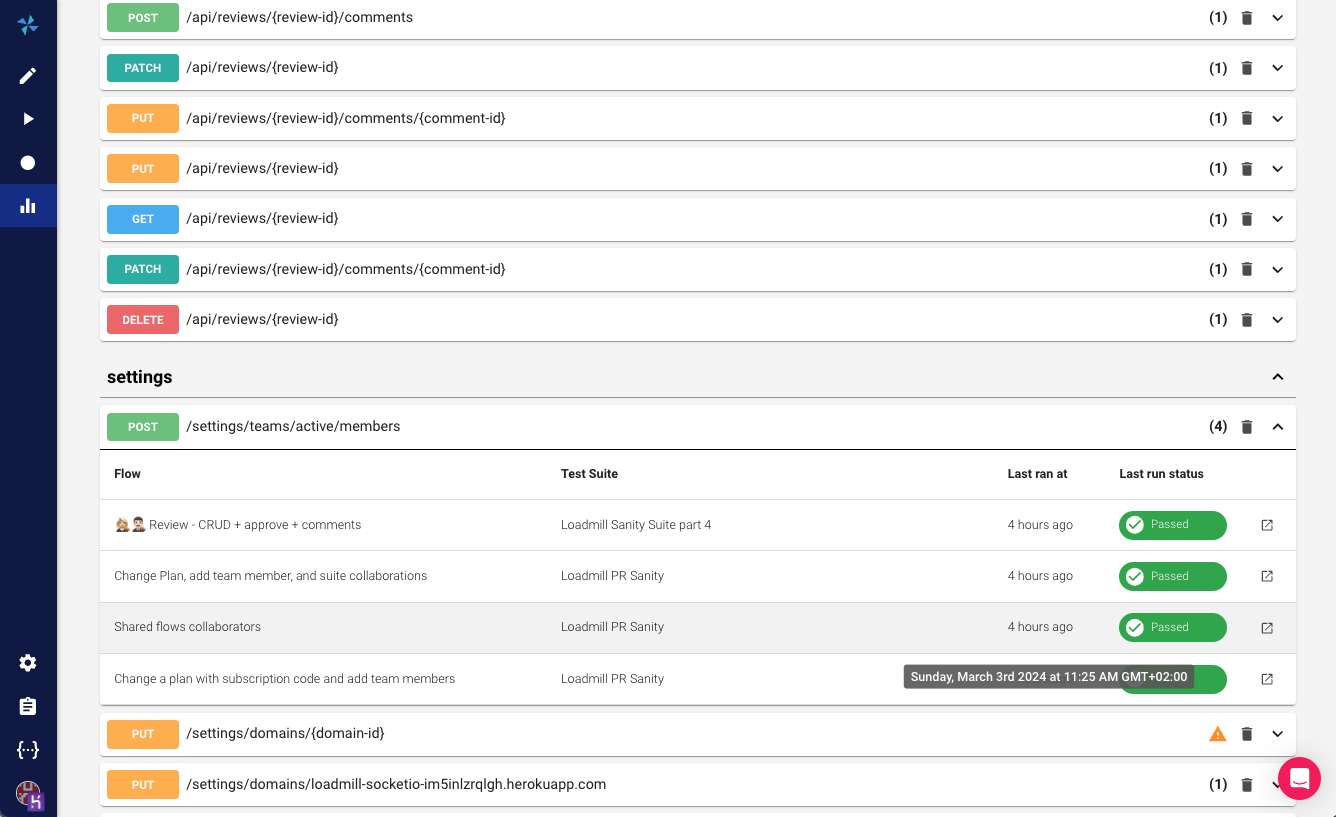 POST /api/reviews/{review-id}/comments (1)
PATCH /api/reviews/{review-id} (1)
PUT /api/reviews/{review-id}/comments/{comment-id} (1)
PUT /api/reviews/{review-id} (1)
GET /api/reviews/{review-id} (1)
PATCH /api/reviews/{review-id}/comments/{comment-id} (1)
DELETE /api/reviews/{review-id} (1)
settings
POST /settings/teams/active/members (4)
Flow Test Suite Last ran at Last run status
Review - CRUD + approve + comments Loadmill Sanity Suite part 4 4 hours ago Passed
Change Plan, add team member, and suite collaborations Loadmill PR Sanity 4 hours ago Passed
Shared flows collaborators Loadmill PR Sanity 4 hours ago Passed
Change a plan with subscription code and add team members Loadmill PR Sanity
Sunday, March 3rd 2024 at 11:25 AM GMT+02:00
PUT /settings/domains/{domain-id}
PUT /settings/domains/loadmill-socketio-im5inlzrqlgh.herokuapp.com (1)